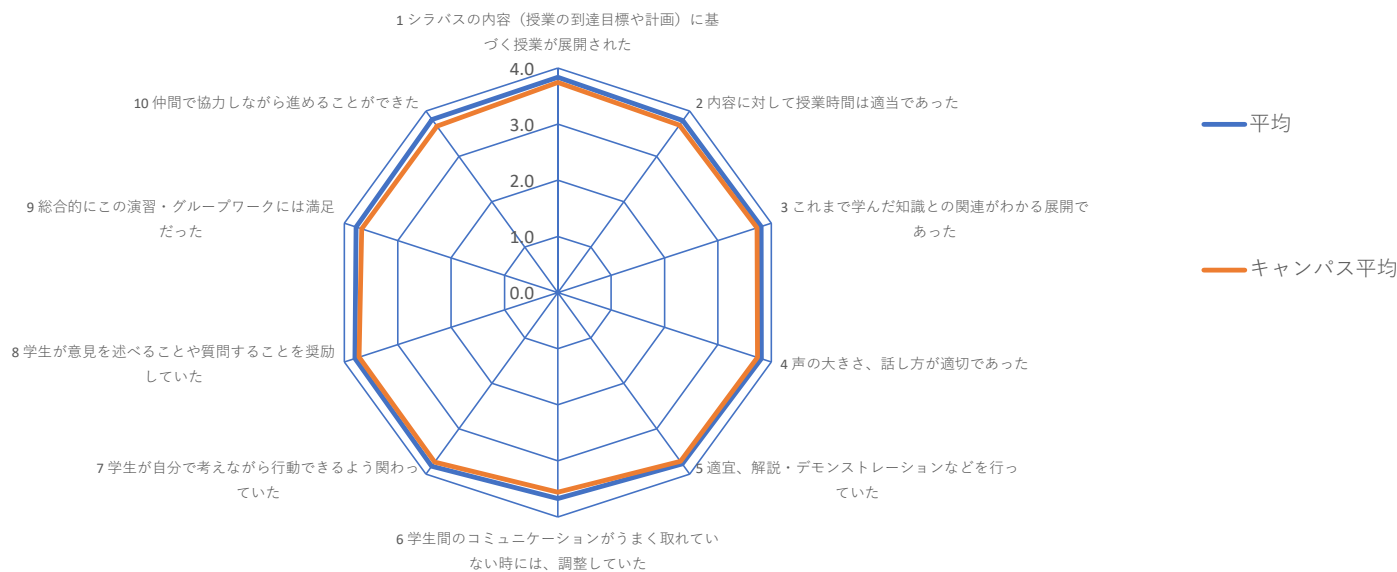 1 シラバスの内容（授業の到達目標や計画）に基
づく授業が展開された
2 内容に対して授業時間は適当であった
3 これまで学んだ知識との関連がわかる展開で
あった
4 声の大きさ、話し方が適切であった
5 適宜、解説・デモンストレーションなどを行っ
ていた
6 学生間のコミュニケーションがうまく取れてい
ない時には、調整していた
7 学生が自分で考えながら行動できるよう関わっ
ていた
8 学生が意見を述べることや質問することを奨励
していた
9 総合的にこの演習・グループワークには満足
だった
10 仲間で協力しながら進めることができた
4.0
3.0
2.0
1.0
0.0
平均
キャンパス平均